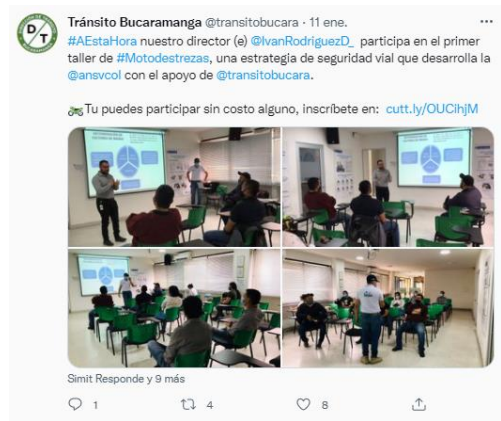 Tránsito Bucaramanga @transitobucara · 11 ene.
#AEstaHora nuestro director (e) @IvanRodriguezD_ participa en el primer
taller de #Motodestrezas, una estrategia de seguridad vial que desarrolla la
@ansvcol con el apoyo de @transitobucara.
Tu puedes participar sin costo alguno, inscríbete en: cutt.ly/OUCihjM
Simit Responde y 9 más
1 4 8